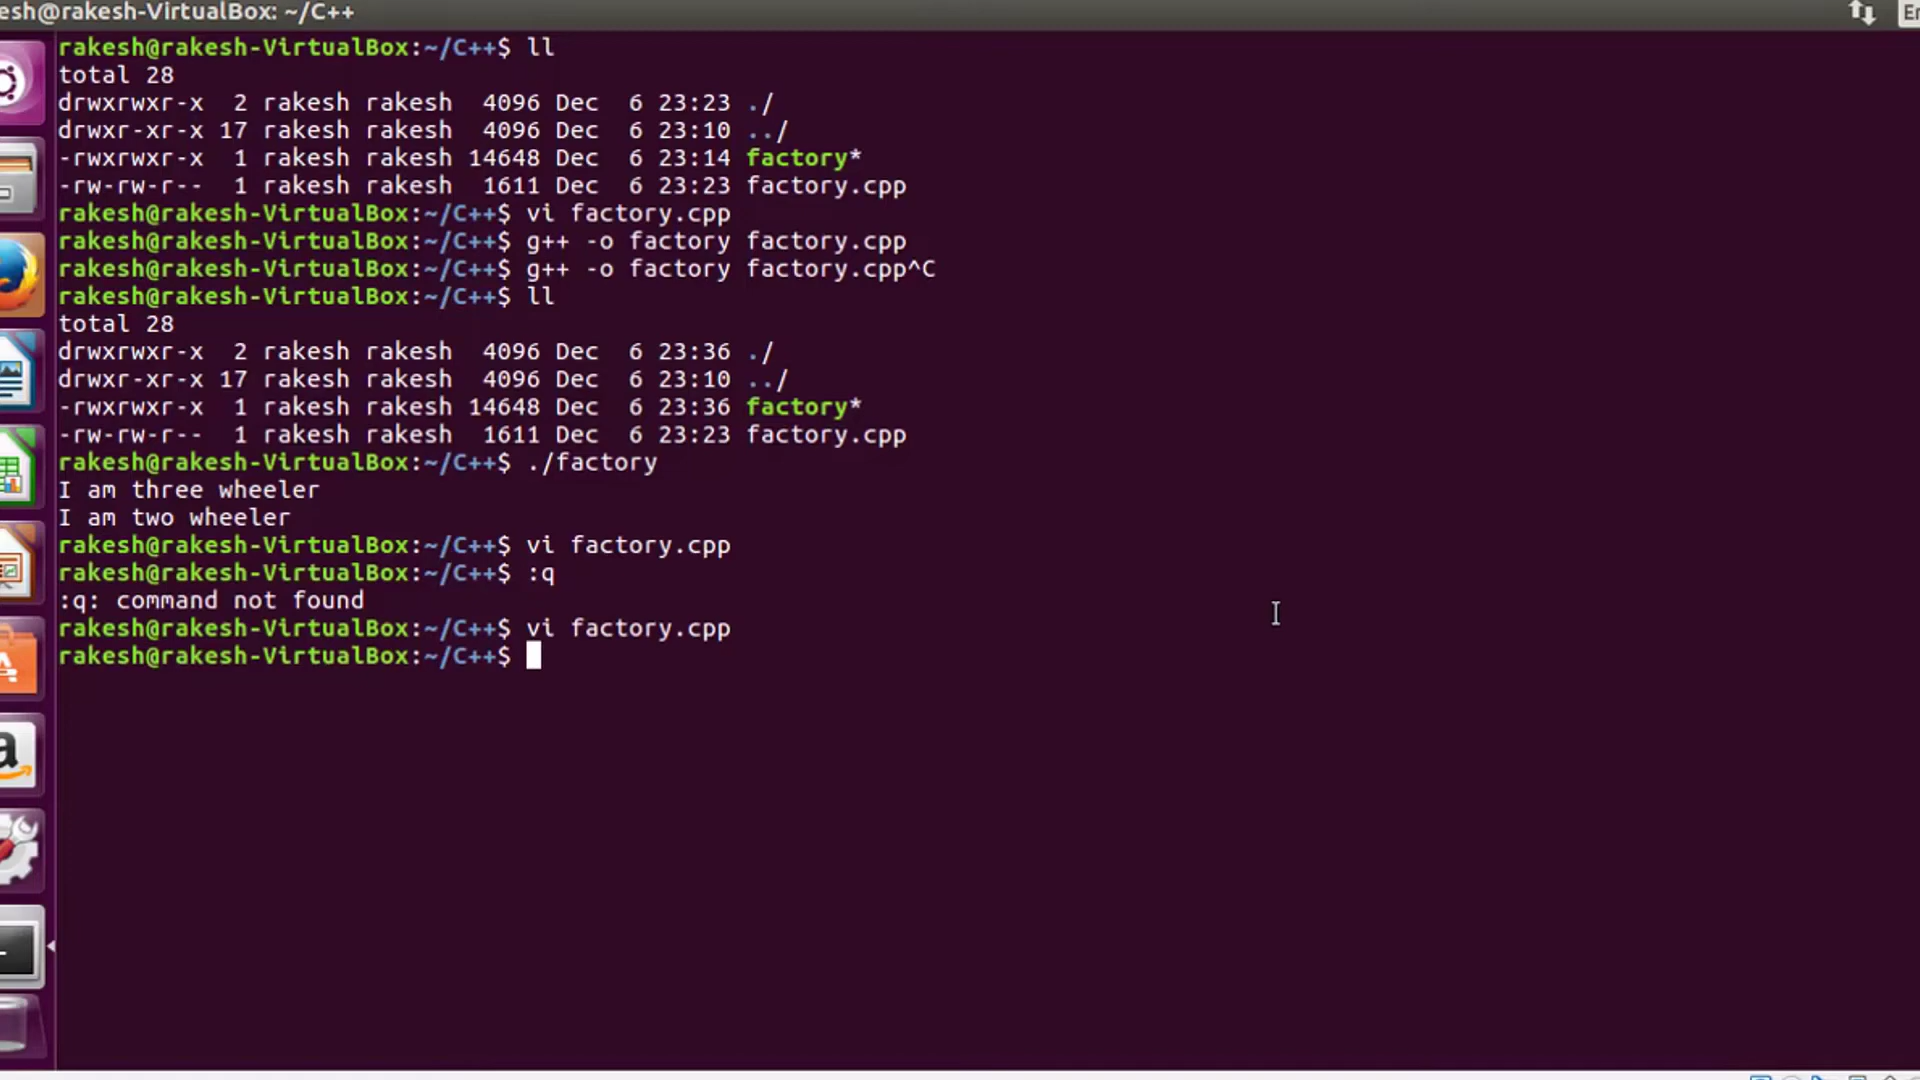 esh@rakesh-VirtualBox: ~/C++
En
rakesh@rakesh-VirtualBox:~/C++$ ll
total 28
drwxrwxr-x  2 rakesh rakesh  4096 Dec  6 23:23 ./
drwxr-xr-x 17 rakesh rakesh  4096 Dec  6 23:10 ../
-rwxrwxr-x  1 rakesh rakesh 14648 Dec  6 23:14 factory*
-rw-rw-r--  1 rakesh rakesh  1611 Dec  6 23:23 factory.cpp
rakesh@rakesh-VirtualBox:~/C++$ vi factory.cpp
rakesh@rakesh-VirtualBox:~/C++$ g++ -o factory factory.cpp
rakesh@rakesh-VirtualBox:~/C++$ g++ -o factory factory.cpp^C
rakesh@rakesh-VirtualBox:~/C++$ ll
total 28
drwxrwxr-x  2 rakesh rakesh  4096 Dec  6 23:36 ./
drwxr-xr-x 17 rakesh rakesh  4096 Dec  6 23:10 ../
-rwxrwxr-x  1 rakesh rakesh 14648 Dec  6 23:36 factory*
-rw-rw-r--  1 rakesh rakesh  1611 Dec  6 23:23 factory.cpp
rakesh@rakesh-VirtualBox:~/C++$ ./factory
I am three wheeler
I am two wheeler
rakesh@rakesh-VirtualBox:~/C++$ vi factory.cpp
rakesh@rakesh-VirtualBox:~/C++$ :q
:q: command not found
rakesh@rakesh-VirtualBox:~/C++$ vi factory.cpp
rakesh@rakesh-VirtualBox:~/C++$